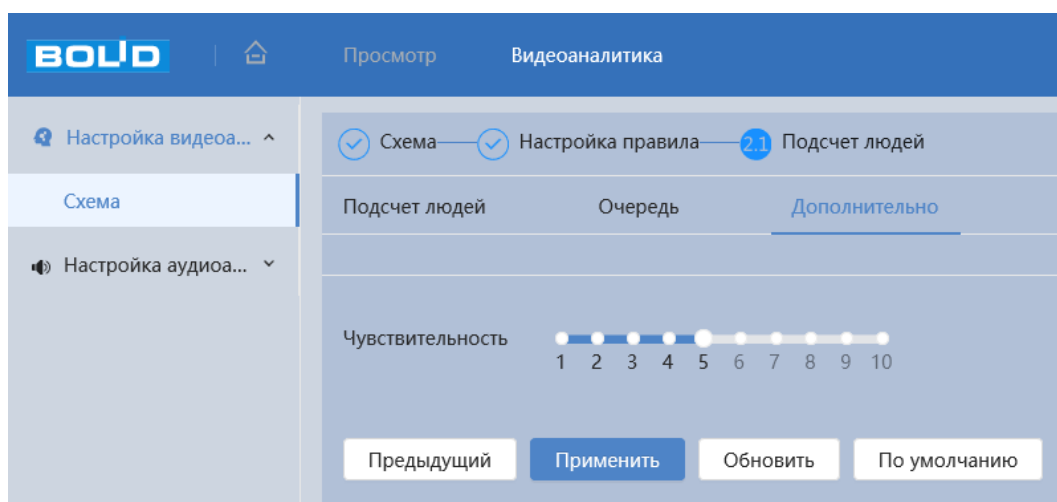 BOLID Просмотр Видеоаналитика
Настройка видеоа...
Схема
Настройка аудиоа...
Схема Настройка правила 2.1 Подсчет людей
Подсчет людей Очередь Дополнительно
Чувствительность
1 2 3 4 5 6 7 8 9 10
Предыдущий Применить Обновить По умолчанию